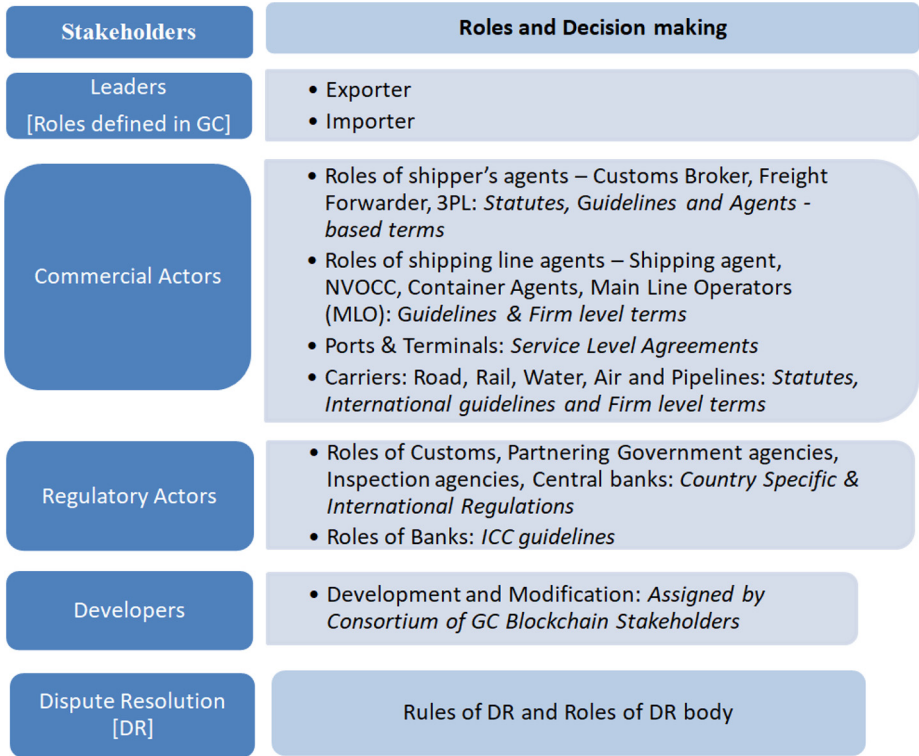 Stakeholders
Roles and Decision making
Leaders
[Roles defined in GC]
• Exporter
• Importer
Commercial Actors
• Roles of shipper's agents – Customs Broker, Freight
Forwarder, 3PL: Statutes, Guidelines and Agents -
based terms
• Roles of shipping line agents – Shipping agent,
NVOCC, Container Agents, Main Line Operators
(MLO): Guidelines & Firm level terms
• Ports & Terminals: Service Level Agreements
• Carriers: Road, Rail, Water, Air and Pipelines: Statutes,
International guidelines and Firm level terms
Regulatory Actors
• Roles of Customs, Partnering Government agencies,
Inspection agencies, Central banks: Country Specific &
International Regulations
• Roles of Banks: ICC guidelines
Developers
• Development and Modification: Assigned by
Consortium of GC Blockchain Stakeholders
Dispute Resolution
[DR]
Rules of DR and Roles of DR body